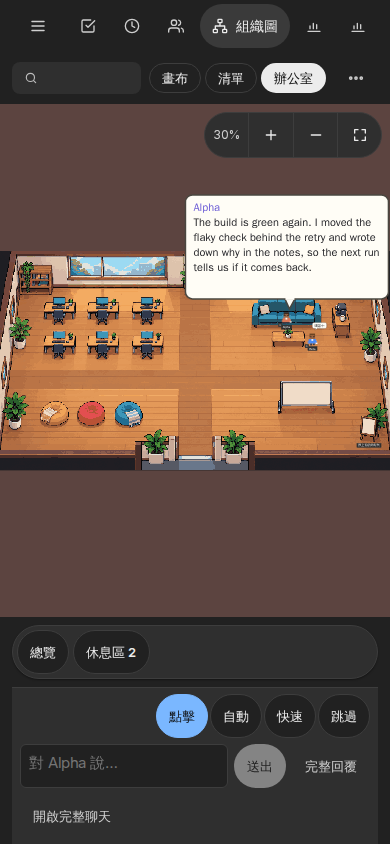 組織圖
畫布
清單
辦公室
30%
Alpha
The build is green again. I moved the
flaky check behind the retry and wrote
down why in the notes, so the next run
tells us if it comes back.
總覽
休息區 2
點擊
自動
快速
跳過
對 Alpha 說...
送出
完整回覆
開啟完整聊天